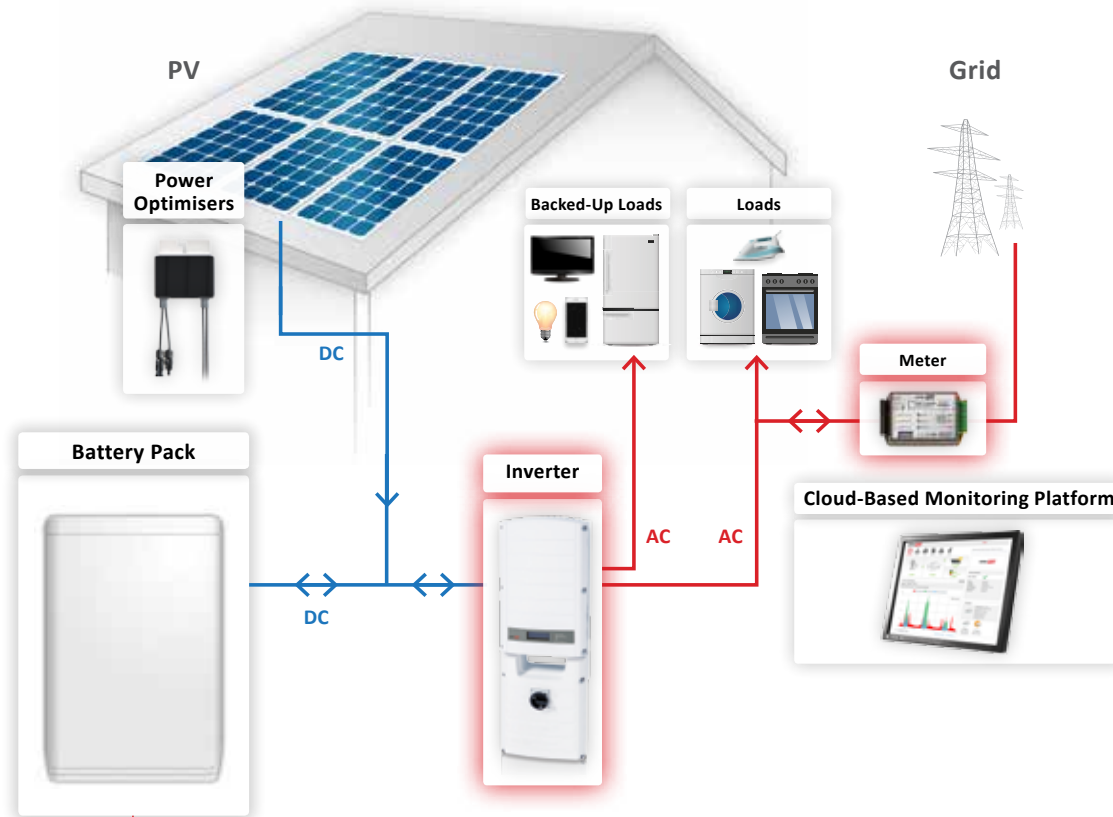 PV
Grid
Power
Optimisers
Backed-Up Loads
Loads
DC
Meter
Battery Pack
Inverter
Cloud-Based Monitoring Platform
AC
AC
DC